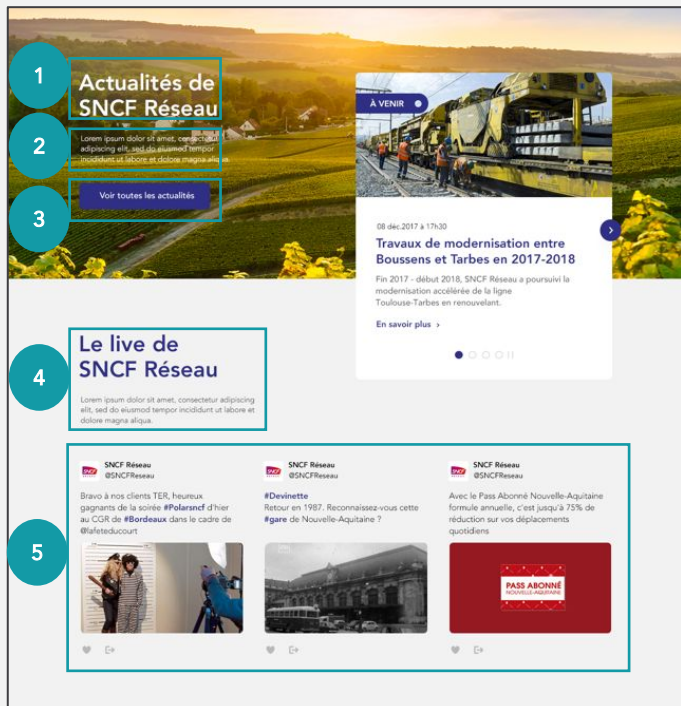 1
Actualités de
SNCF Réseau
2
Lorem ipsum dolor sit amet, consectetur
adipiscing elit, sed do eiusmod tempor
incididunt ut labore et dolore magna aliqua.
3
Voir toutes les actualités
À VENIR
08 déc.2017 à 17h30
Travaux de modernisation entre
Boussens et Tarbes en 2017-2018
Fin 2017 - début 2018, SNCF Réseau a poursuivi la
modernisation accélérée de la ligne
Toulouse-Tarbes en renouvelant.
En savoir plus ›
4
Le live de
SNCF Réseau
Lorem ipsum dolor sit amet, consectetur adipiscing
elit, sed do eiusmod tempor incididunt ut labore et
dolore magna aliqua.
5
SNCF
SNCF Réseau
@SNCFReseau
Bravo à nos clients TER, heureux
gagnants de la soirée #Polarsncf d'hier
au CGR de #Bordeaux dans le cadre de
@lafeteducourt
SNCF
SNCF Réseau
@SNCFReseau
#Devinette
Retour en 1987. Reconnaissez-vous cette
#gare de Nouvelle-Aquitaine ?
SNCF
SNCF Réseau
@SNCFReseau
Avec le Pass Abonné Nouvelle-Aquitaine
formule annuelle, c'est jusqu'à 75% de
réduction sur vos déplacements
quotidiens
PASS ABONNÉ
NOUVELLE-AQUITAINE